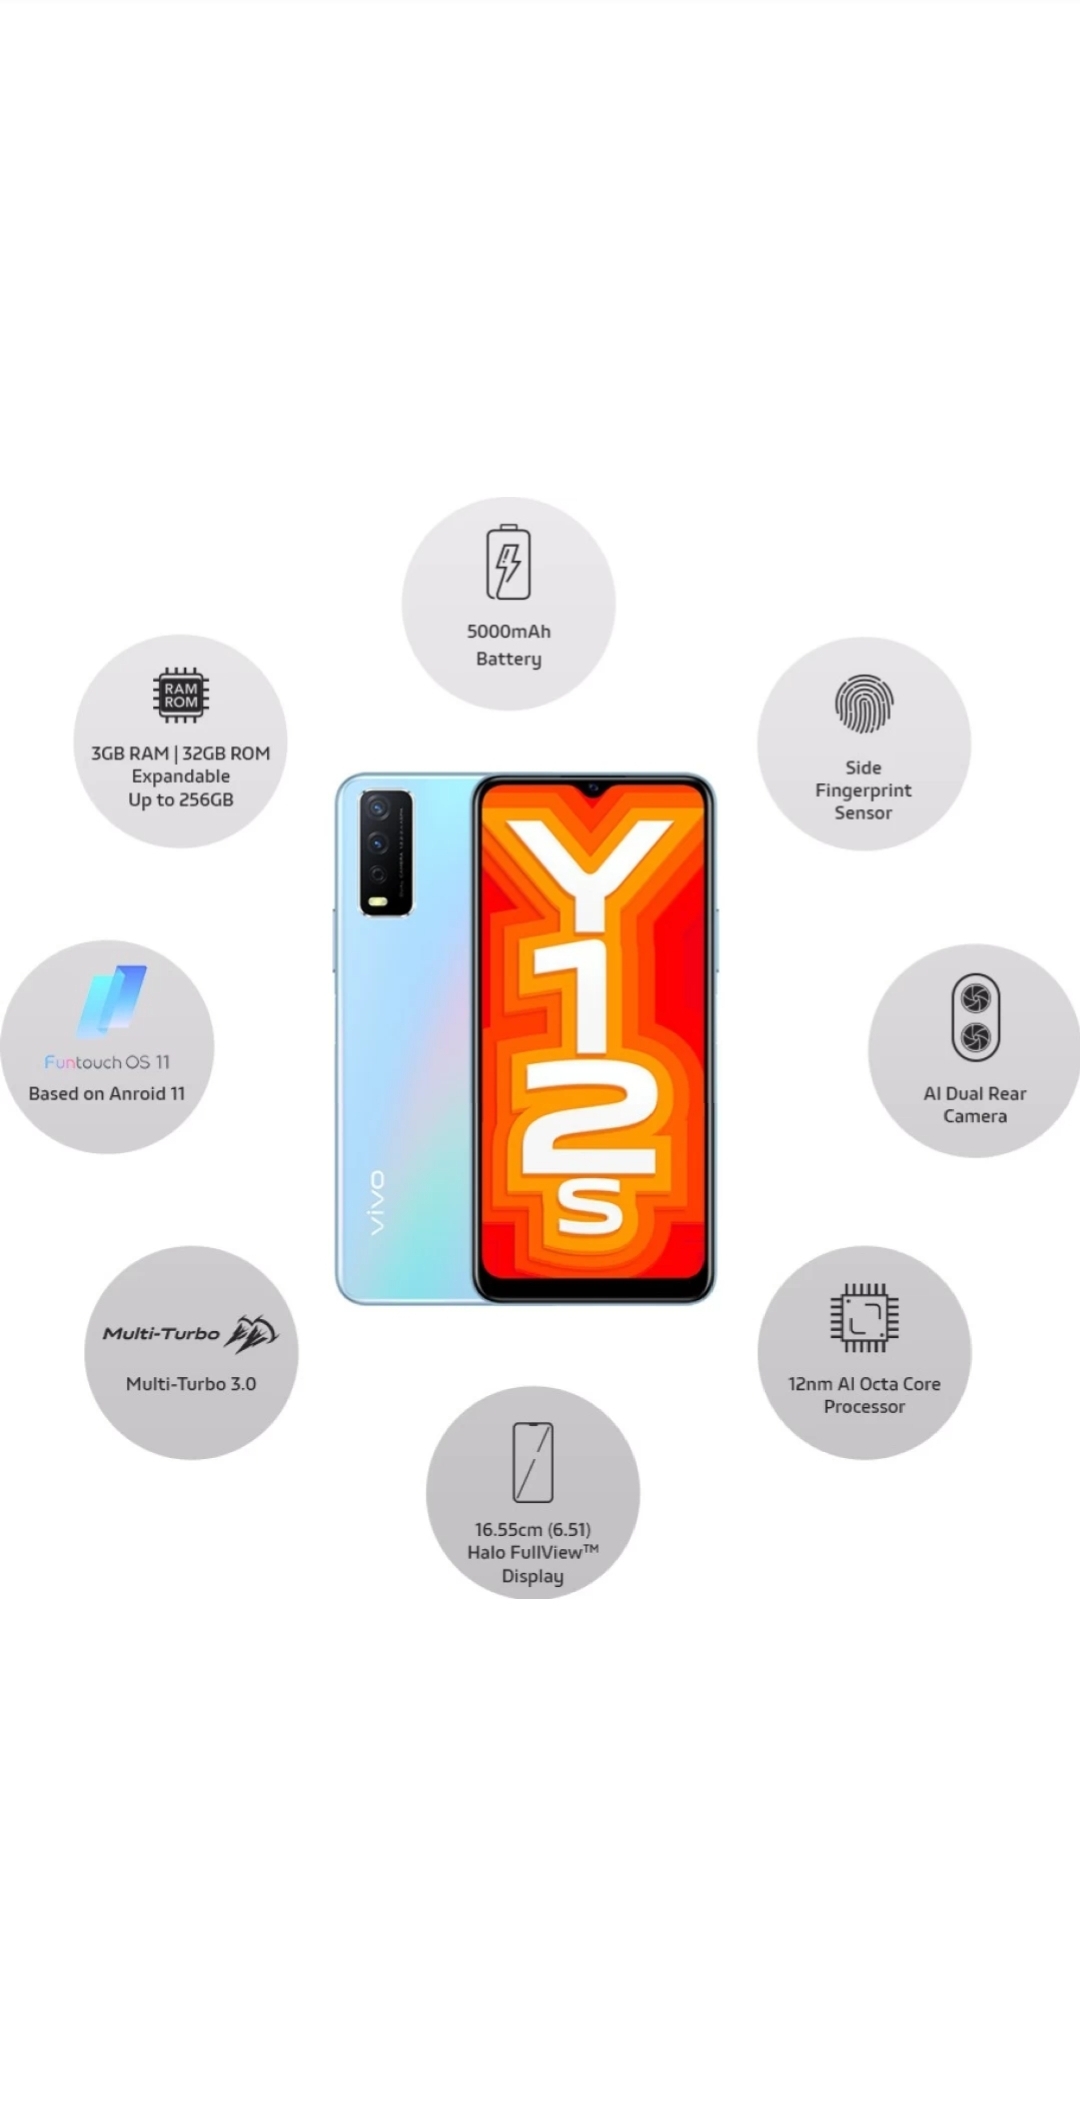 5000mAh
Battery
RAM
ROM
3GB RAM | 32GB ROM
Expandable
Up to 256GB
Side
Fingerprint
Sensor
Funtouch OS 11
Based on Anroid 11
vivo
Y
1
2
s
AI Dual Rear
Camera
Multi-Turbo
Multi-Turbo 3.0
12nm AI Octa Core
Processor
16.55cm (6.51)
Halo FullView™
Display